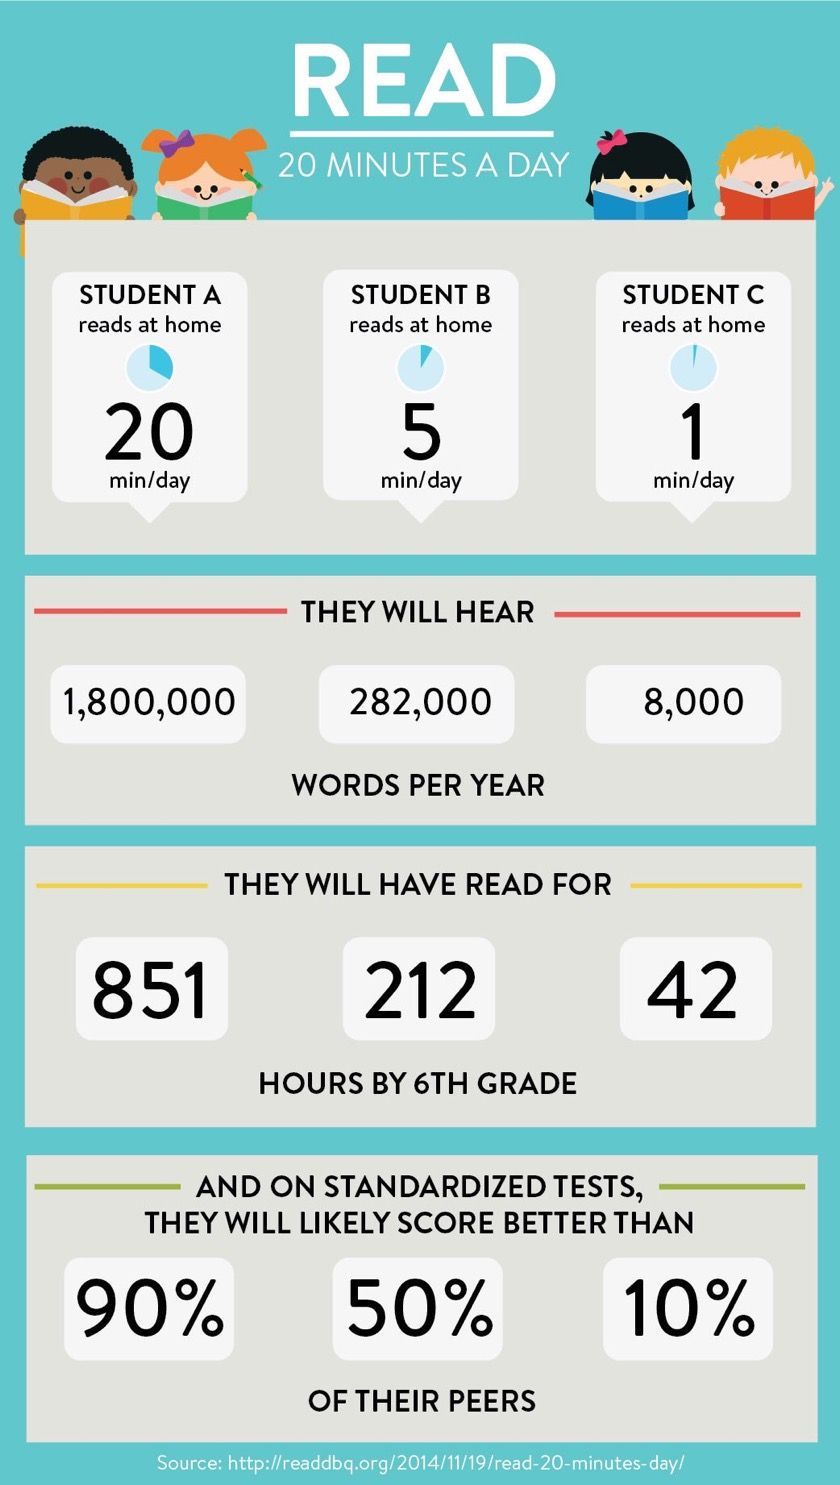 READ
20 MINUTES A DAY
STUDENT A
reads at home
20
min/day
STUDENT B
reads at home
5
min/day
STUDENT C
reads at home
1
min/day
THEY WILL HEAR
1,800,000 282,000 8,000
WORDS PER YEAR
THEY WILL HAVE READ FOR
851 212 42
HOURS BY 6TH GRADE
AND ON STANDARDIZED TESTS,
THEY WILL LIKELY SCORE BETTER THAN
90% 50% 10%
OF THEIR PEERS
Source: http://readdbq.org/2014/11/19/read-20-minutes-day/